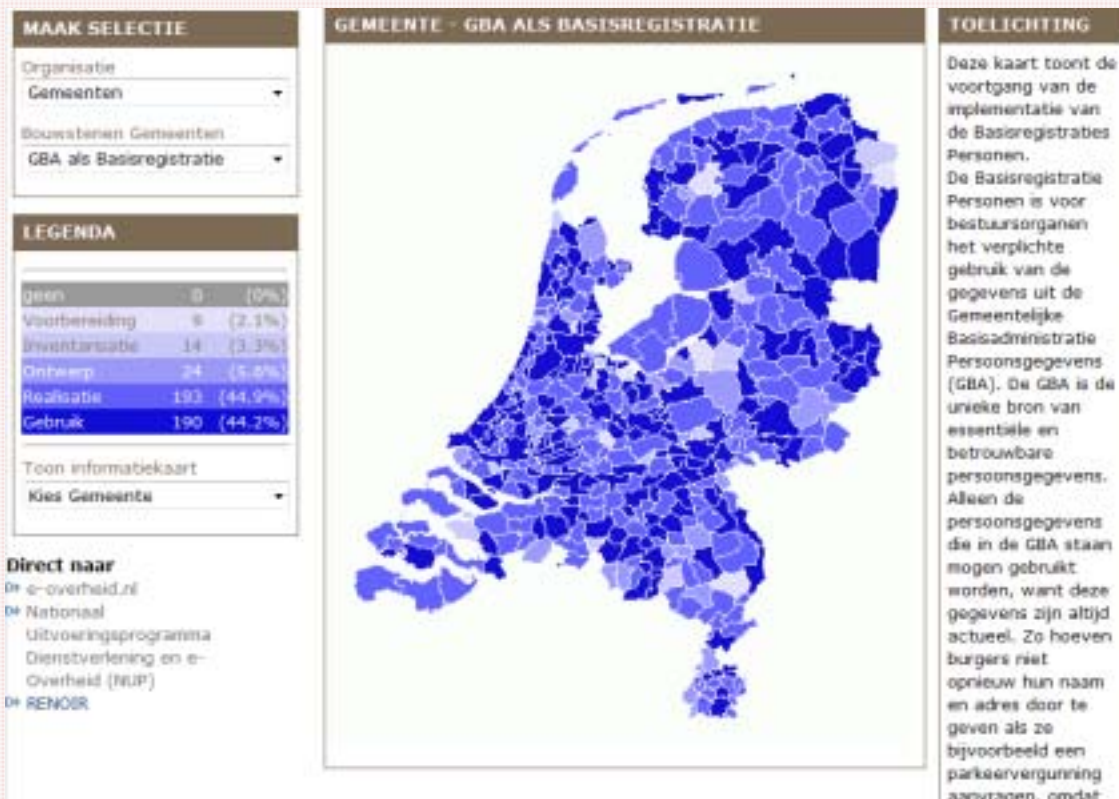 MAAK SELECTIE
Organisatie
Gemeenten
Bouwstenen Gemeenten
GBA als Basisregistratie
LEGENDA
geen 0 (0%)
Voorbereiding 9 (2.1%)
Inventarisatie 14 (3.3%)
Ontwerp 24 (5.6%)
Realisatie 193 (44.9%)
Gebruik 190 (44.2%)
Toon informatiekaart
Kies Gemeente
Direct naar
e-overheid.nl
Nationaal
Uitvoeringsprogramma
Dienstverlening en e-
Overheid (NUP)
RENOIR
GEMEENTE - GBA ALS BASISREGISTRATIE
TOELICHTING
Deze kaart toont de
voortgang van de
implementatie van
de Basisregistraties
Personen.
De Basisregistratie
Personen is voor
bestuursorganen
het verplichte
gebruik van de
gegevens uit de
Gemeentelijke
Basisadministratie
Persoonsgegevens
(GBA). De GBA is de
unieke bron van
essentiële en
betrouwbare
persoonsgegevens.
Alleen de
persoonsgegevens
die in de GBA staan
mogen gebruikt
worden, want deze
gegevens zijn altijd
actueel. Zo hoeven
burgers niet
opnieuw hun naam
en adres door te
geven als ze
bijvoorbeeld een
parkeervergunning
aanvragen, omdat